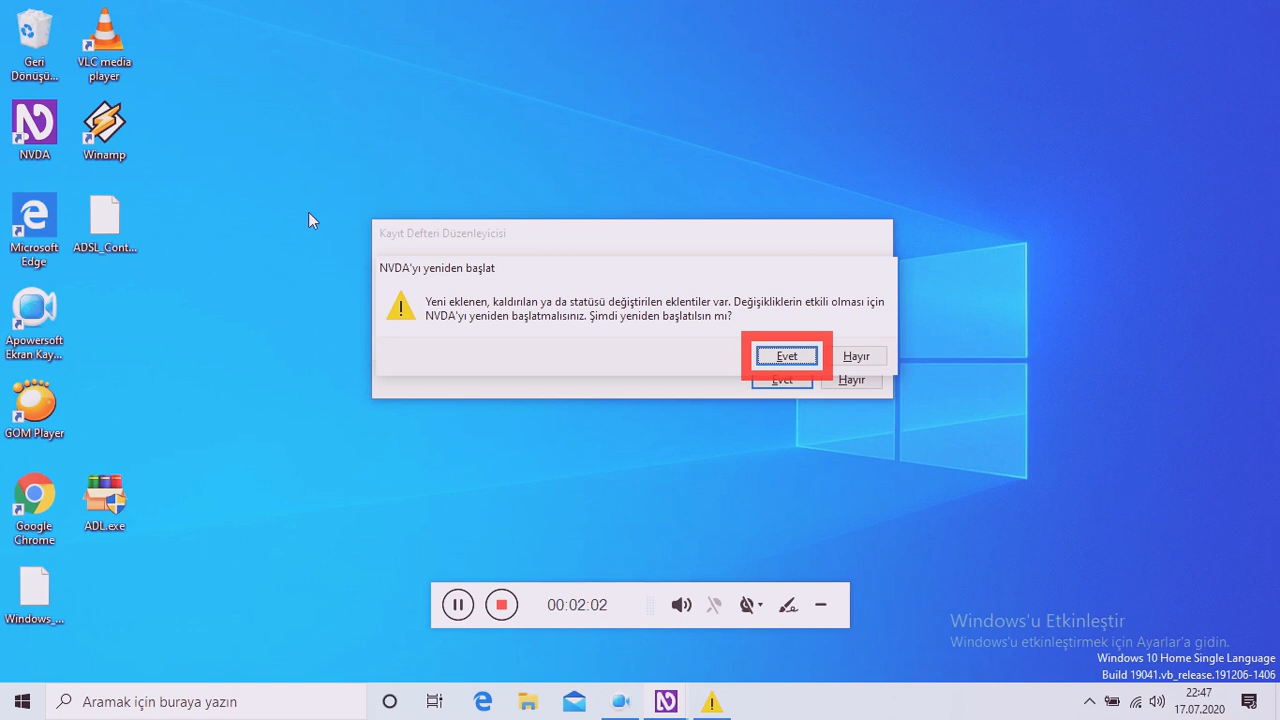 Geri
Dönüşü...
VLC media
player
NVDA
Winamp
Microsoft
Edge
ADSL_Cont...
Apowersoft
Ekran Kay...
GOM Player
Google
Chrome
ADL.exe
Windows_...
Kayıt Defteri Düzenleyicisi
NVDA'yı yeniden başlat
Yeni eklenen, kaldırılan ya da statüsü değiştirilen eklentiler var. Değişikliklerin etkili olması için
NVDA'yı yeniden başlatmalısınız. Şimdi yeniden başlatılsın mı?
Evet Hayır
Evet Hayır
00:02:02
Windows'u Etkinleştir
Windows'u etkinleştirmek için Ayarlar'a gidin.
Windows 10 Home Single Language
Build 19041.vb_release.191206-1406
Aramak için buraya yazın
22:47
17.07.2020